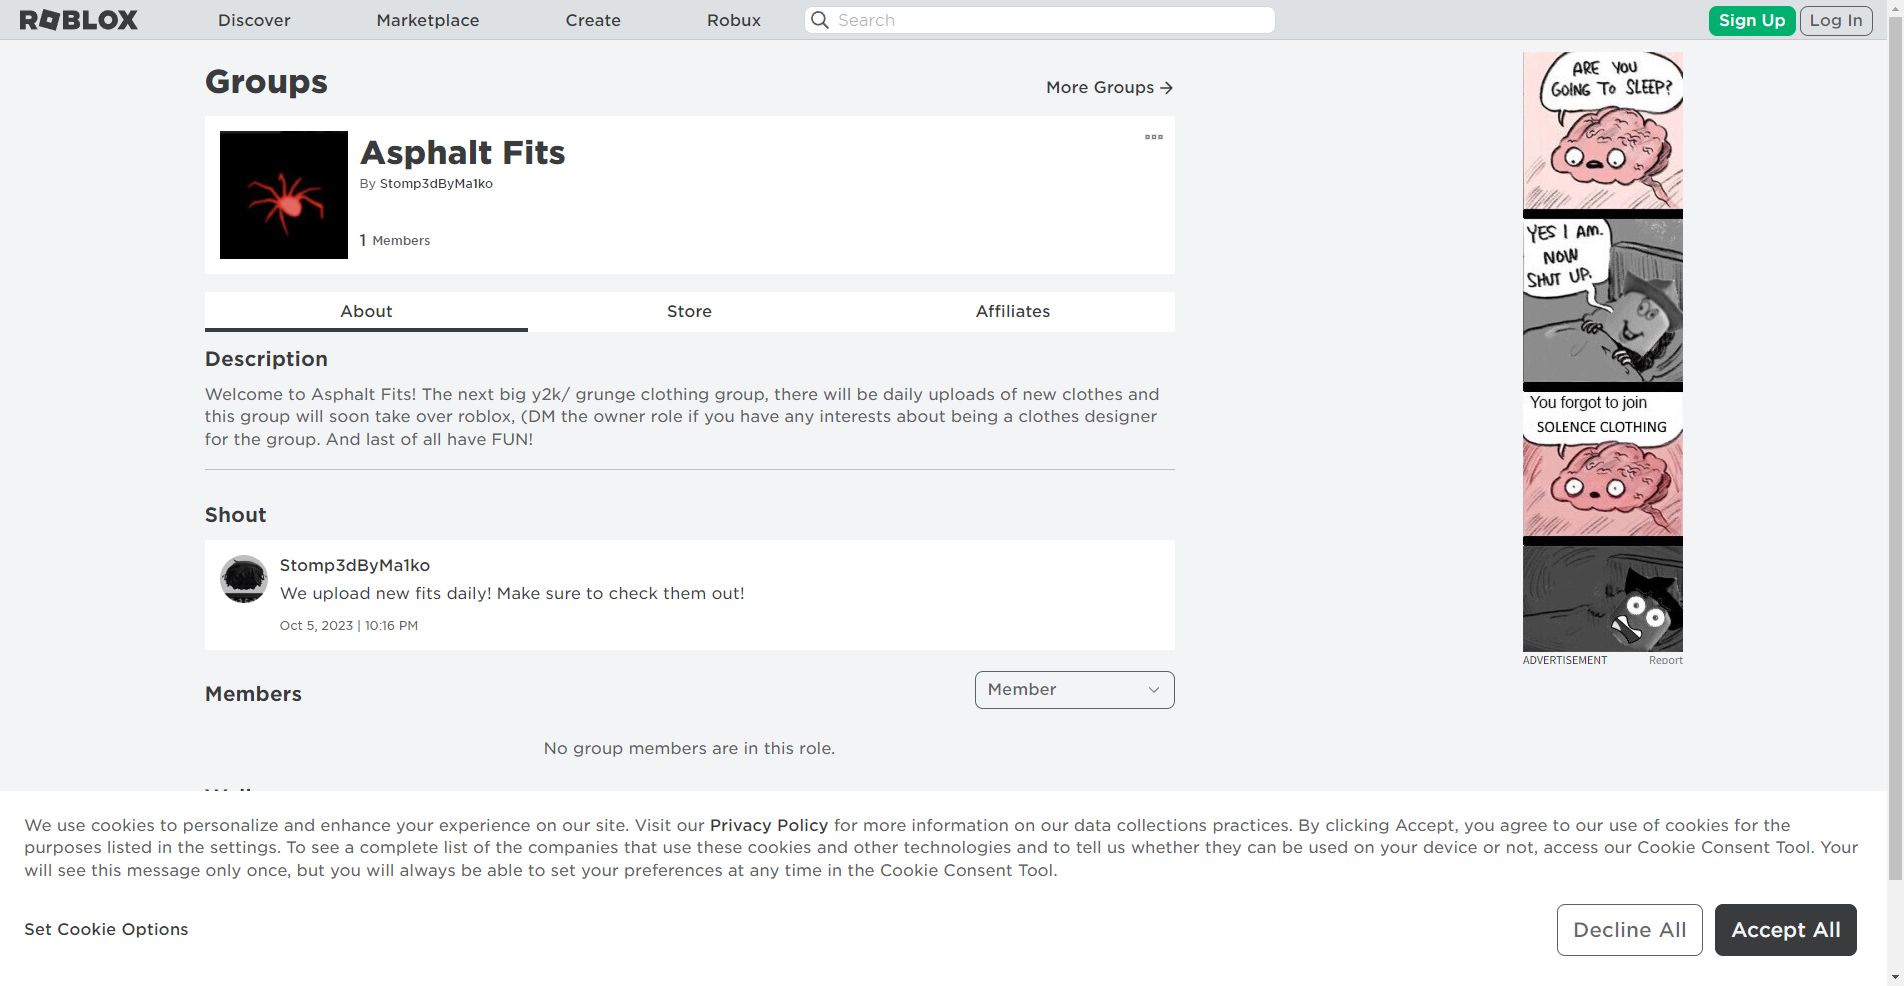 ROBLOX
Discover
Marketplace
Create
Robux
Search
Sign Up
Log In
Groups
More Groups
Asphalt Fits
By Stomp3dByMa1ko
1 Members
About
Store
Affiliates
Description
Welcome to Asphalt Fits! The next big y2k/ grunge clothing group, there will be daily uploads of new clothes and
this group will soon take over roblox, (DM the owner role if you have any interests about being a clothes designer
for the group. And last of all have FUN!
Shout
Stomp3dByMa1ko
We upload new fits daily! Make sure to check them out!
Oct 5, 2023 | 10:16 PM
Members
Member
No group members are in this role.
ARE YOU
GOING TO SLEEP?
YES I AM.
NOW
SHUT UP.
You forgot to join
SOLENCE CLOTHING
ADVERTISEMENT
Report
We use cookies to personalize and enhance your experience on our site. Visit our Privacy Policy for more information on our data collections practices. By clicking Accept, you agree to our use of cookies for the
purposes listed in the settings. To see a complete list of the companies that use these cookies and other technologies and to tell us whether they can be used on your device or not, access our Cookie Consent Tool. Your
will see this message only once, but you will always be able to set your preferences at any time in the Cookie Consent Tool.
Set Cookie Options
Decline All
Accept All